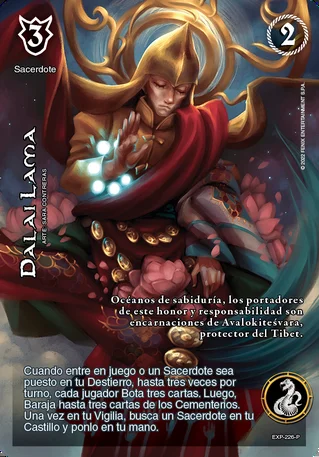 3
2
Sacerdote
© 2022 FENIX ENTERTAINMENT S.P.A.
DALAI LAMA
ARTE: SARA CONTRERAS
Océanos de sabiduría, los portadores
de este honor y responsabilidad son
encarnaciones de Avalokiteśvara,
protector del Tibet.
Cuando entre en juego o un Sacerdote sea
puesto en tu Destierro, hasta tres veces por
turno, cada jugador Bota tres cartas. Luego,
Baraja hasta tres cartas de los Cementerios.
Una vez en tu Vigilia, busca un Sacerdote en tu
Castillo y ponlo en tu mano.
EXP-226-P